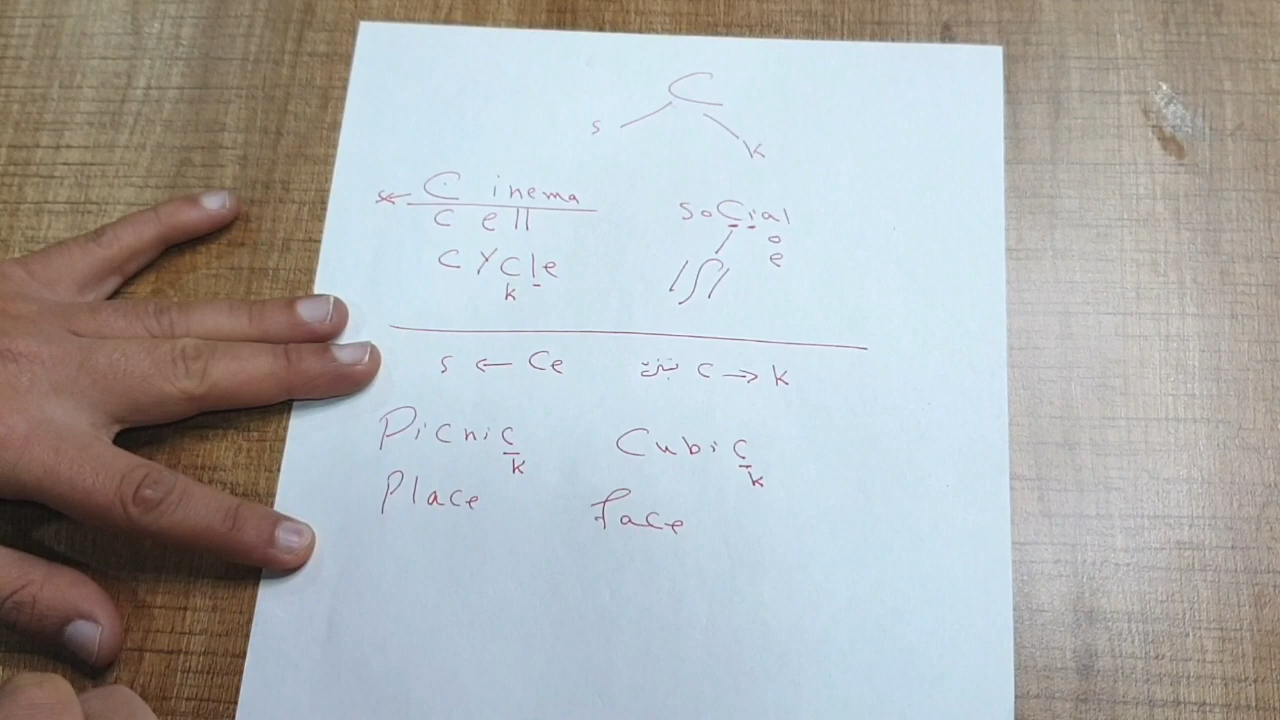 C
s k
s ← Cinema
Cell
CYCle
k
SoCial
o
e
ʃ
s ← Ce
C → k
Picnic
k
Cubic
k
Place
face